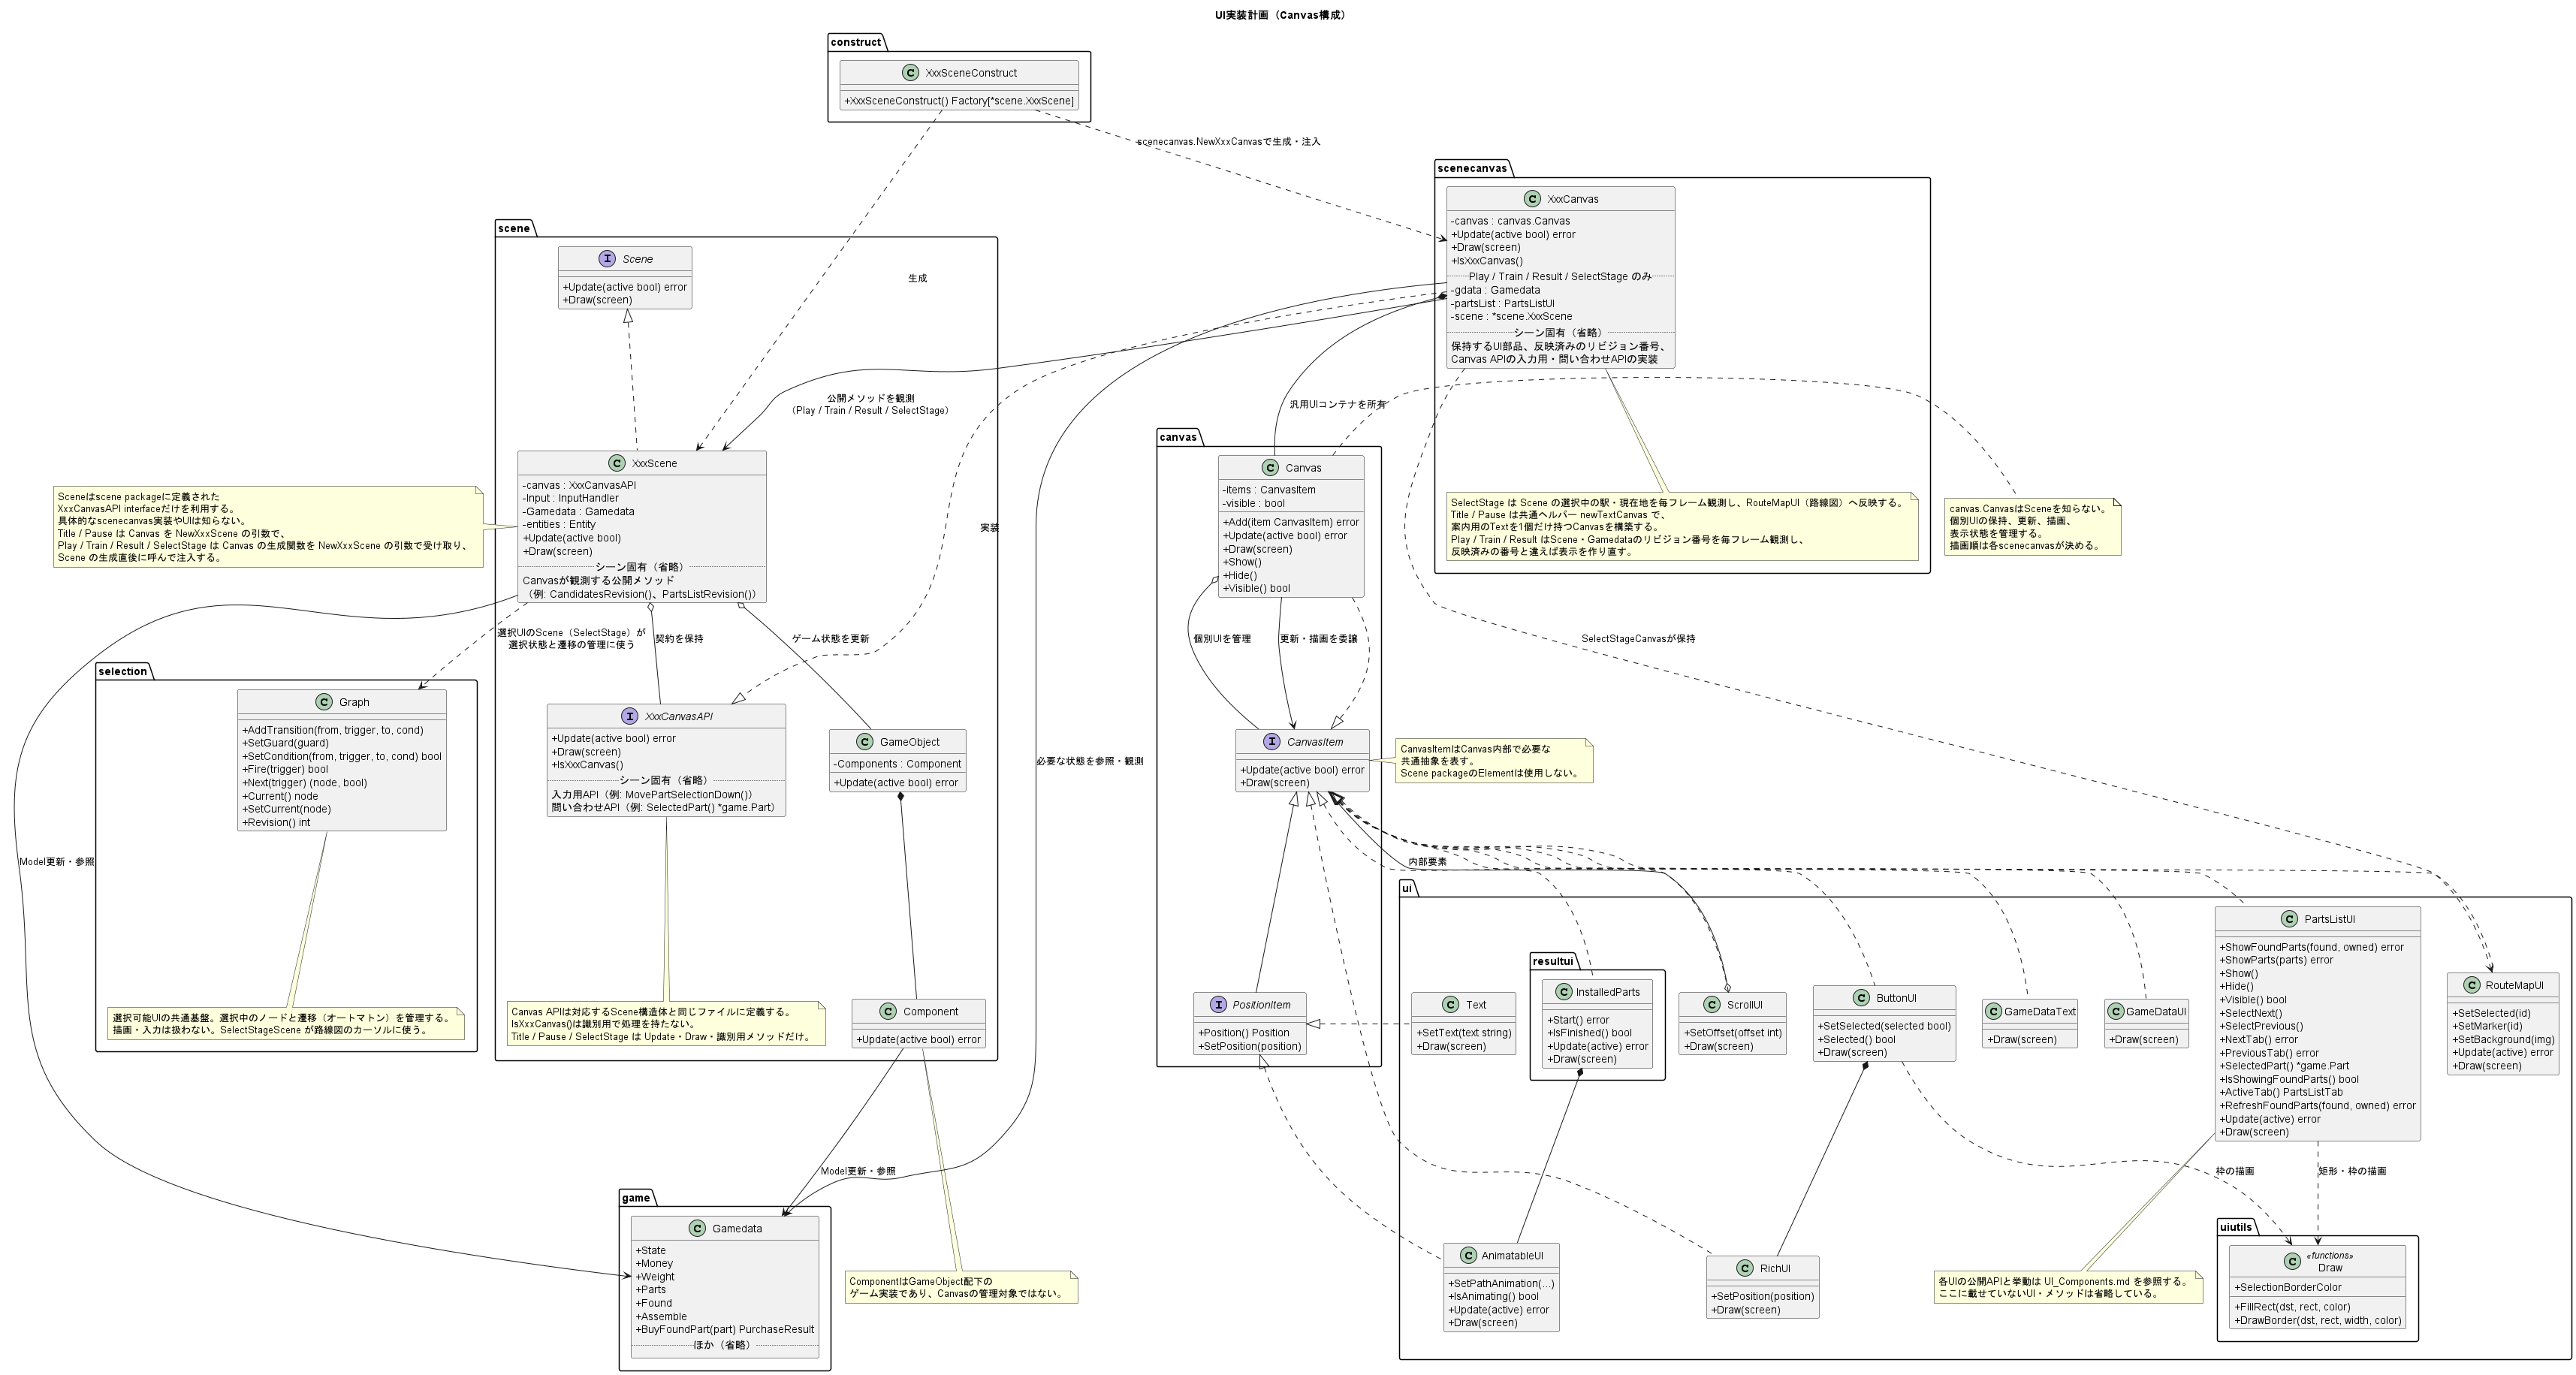 UI実装計画（Canvas構成）
construct
C XxxSceneConstruct
+XxxSceneConstruct() Factory[*scene.XxxScene]
scenecanvas.NewXxxCanvasで生成・注入
生成
scenecanvas
C XxxCanvas
-canvas : canvas.Canvas
+Update(active bool) error
+Draw(screen)
+IsXxxCanvas()
Play / Train / Result / SelectStage のみ
-gdata : Gamedata
-partsList : PartsListUI
-scene : *scene.XxxScene
シーン固有（省略）
保持するUI部品、反映済みのリビジョン番号、
Canvas APIの入力用・問い合わせAPIの実装
SelectStage は Scene の選択中の駅・現在地を毎フレーム観測し、RouteMapUI（路線図）へ反映する。
Title / Pause は共通ヘルパー newTextCanvas で、
案内用のTextを1個だけ持つCanvasを構築する。
Play / Train / Result はScene・Gamedataのリビジョン番号を毎フレーム観測し、
反映済みの番号と違えば表示を作り直す。
canvas.CanvasはSceneを知らない。
個別UIの保持、更新、描画、
表示状態を管理する。
描画順は各scenecanvasが決める。
scene
I Scene
+Update(active bool) error
+Draw(screen)
公開メソッドを観測
（Play / Train / Result / SelectStage）
汎用UIコンテナを所有
実装
C XxxScene
-canvas : XxxCanvasAPI
-Input : InputHandler
-Gamedata : Gamedata
-entities : Entity
+Update(active bool)
+Draw(screen)
シーン固有（省略）
Canvasが観測する公開メソッド
（例: CandidatesRevision()、PartsListRevision()）
Sceneはscene packageに定義された
XxxCanvasAPI interfaceだけを利用する。
具体的なscenecanvas実装やUIは知らない。
Title / Pause は Canvas を NewXxxScene の引数で、
Play / Train / Result / SelectStage は Canvas の生成関数を NewXxxScene の引数で受け取り、
Scene の生成直後に呼んで注入する。
選択UIのScene（SelectStage）が
選択状態と遷移の管理に使う
契約を保持
ゲーム状態を更新
I XxxCanvasAPI
+Update(active bool) error
+Draw(screen)
+IsXxxCanvas()
シーン固有（省略）
入力用API（例: MovePartSelectionDown()）
問い合わせAPI（例: SelectedPart() *game.Part）
C GameObject
-Components : Component
+Update(active bool) error
C Component
+Update(active bool) error
Canvas APIは対応するScene構造体と同じファイルに定義する。
IsXxxCanvas()は識別用で処理を持たない。
Title / Pause / SelectStage は Update・Draw・識別用メソッドだけ。
selection
C Graph
+AddTransition(from, trigger, to, cond)
+SetGuard(guard)
+SetCondition(from, trigger, to, cond) bool
+Fire(trigger) bool
+Next(trigger) (node, bool)
+Current() node
+SetCurrent(node)
+Revision() int
選択可能UIの共通基盤。選択中のノードと遷移（オートマトン）を管理する。
描画・入力は扱わない。SelectStageScene が路線図のカーソルに使う。
Model更新・参照
必要な状態を参照・観測
Model更新・参照
game
C Gamedata
+State
+Money
+Weight
+Parts
+Found
+Assemble
+BuyFoundPart(part) PurchaseResult
ほか（省略）
ComponentはGameObject配下の
ゲーム実装であり、Canvasの管理対象ではない。
canvas
C Canvas
-items : CanvasItem
-visible : bool
+Add(item CanvasItem) error
+Update(active bool) error
+Draw(screen)
+Show()
+Hide()
+Visible() bool
個別UIを管理
更新・描画を委譲
SelectStageCanvasが保持
I CanvasItem
+Update(active bool) error
+Draw(screen)
CanvasItemはCanvas内部で必要な
共通抽象を表す。
Scene packageのElementは使用しない。
内部要素
I PositionItem
+Position() Position
+SetPosition(position)
ui
C Text
+SetText(text string)
+Draw(screen)
resultui
C InstalledParts
+Start() error
+IsFinished() bool
+Update(active) error
+Draw(screen)
C ScrollUI
+SetOffset(offset int)
+Draw(screen)
C ButtonUI
+SetSelected(selected bool)
+Selected() bool
+Draw(screen)
C GameDataText
+Draw(screen)
C GameDataUI
+Draw(screen)
C PartsListUI
+ShowFoundParts(found, owned) error
+ShowParts(parts) error
+Show()
+Hide()
+Visible() bool
+SelectNext()
+SelectPrevious()
+NextTab() error
+PreviousTab() error
+SelectedPart() *game.Part
+IsShowingFoundParts() bool
+ActiveTab() PartsListTab
+RefreshFoundParts(found, owned) error
+Update(active) error
+Draw(screen)
C RouteMapUI
+SetSelected(id)
+SetMarker(id)
+SetBackground(img)
+Update(active) error
+Draw(screen)
枠の描画
矩形・枠の描画
C AnimatableUI
+SetPathAnimation(...)
+IsAnimating() bool
+Update(active) error
+Draw(screen)
C RichUI
+SetPosition(position)
+Draw(screen)
各UIの公開APIと挙動は UI_Components.md を参照する。
ここに載せていないUI・メソッドは省略している。
uiutils
C «functions»
Draw
+SelectionBorderColor
+FillRect(dst, rect, color)
+DrawBorder(dst, rect, width, color)